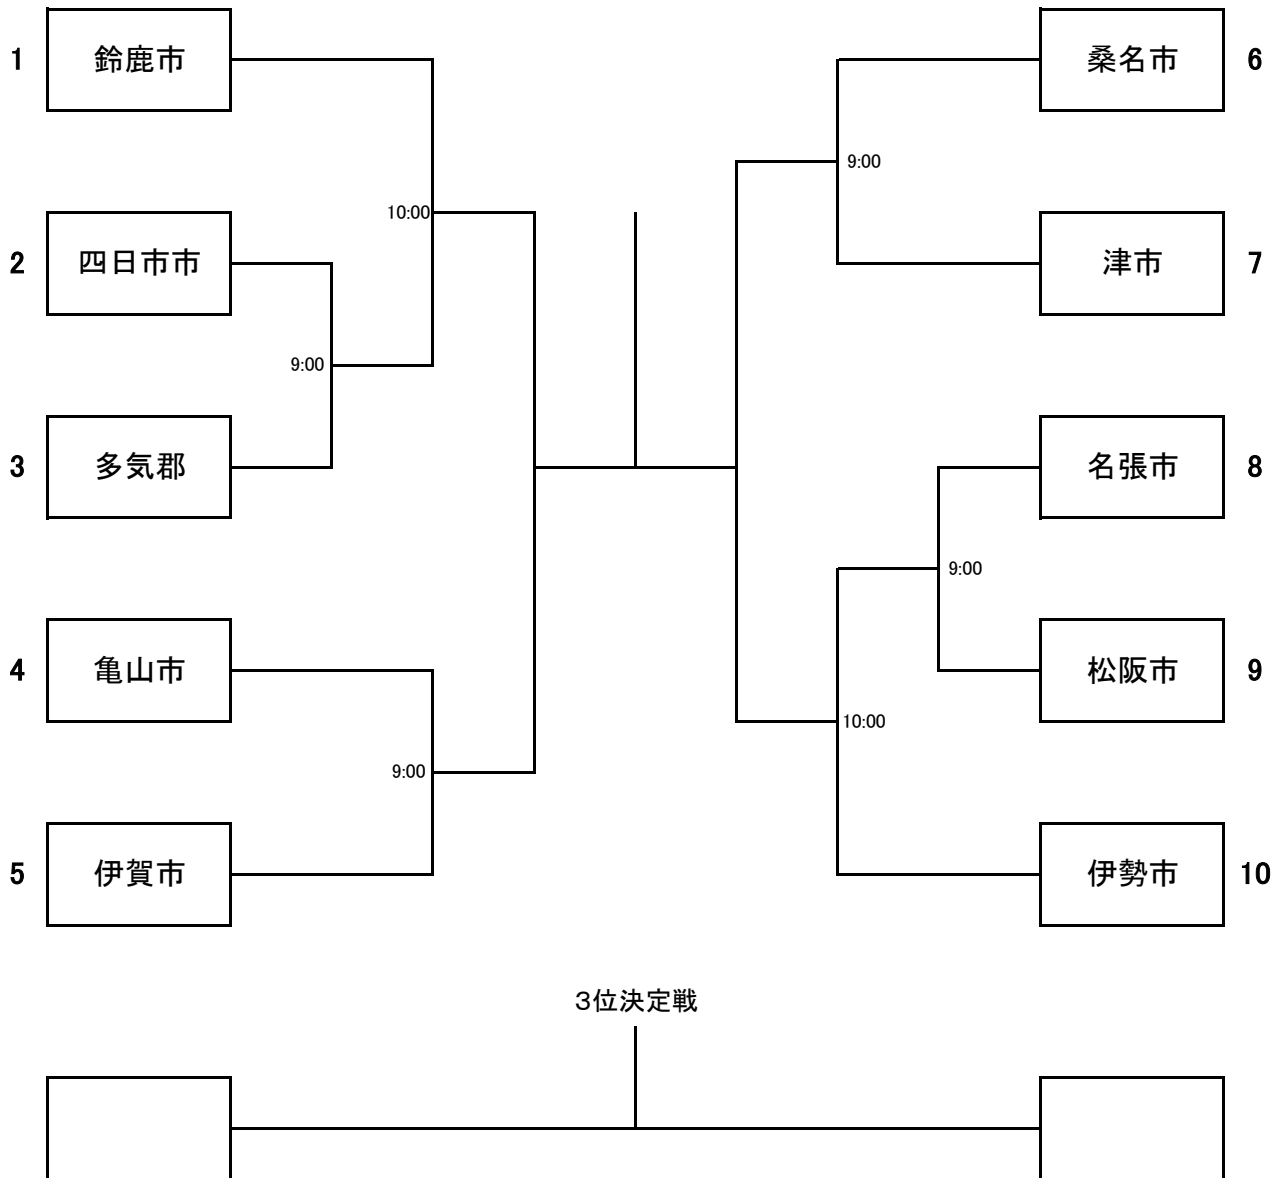 1
鈴鹿市
桑名市
6
9:00
10:00
2
四日市市
津市
7
9:00
3
多気郡
名張市
8
9:00
4
亀山市
松阪市
9
10:00
9:00
5
伊賀市
伊勢市
10
3位決定戦